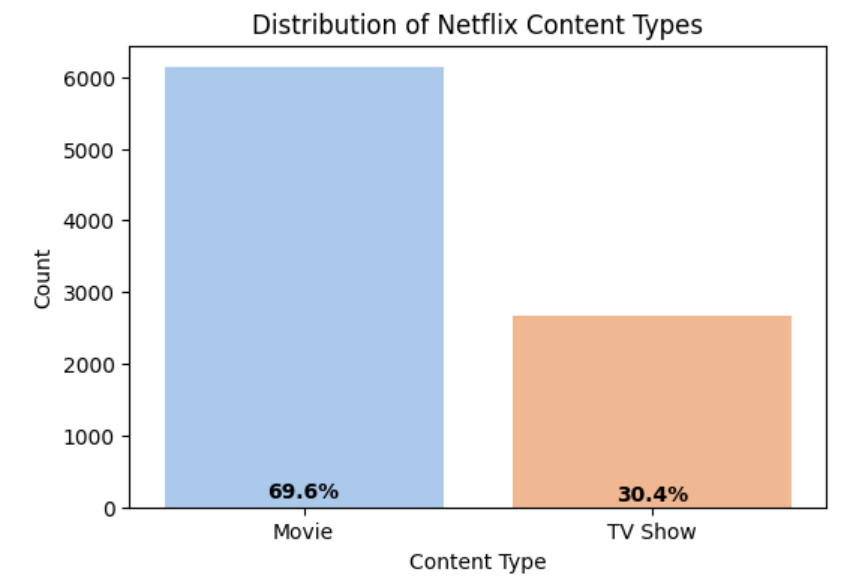 Distribution of Netflix Content Types
6000
5000
4000
3000
2000
1000
0
Count
69.6%
30.4%
Movie
TV Show
Content Type